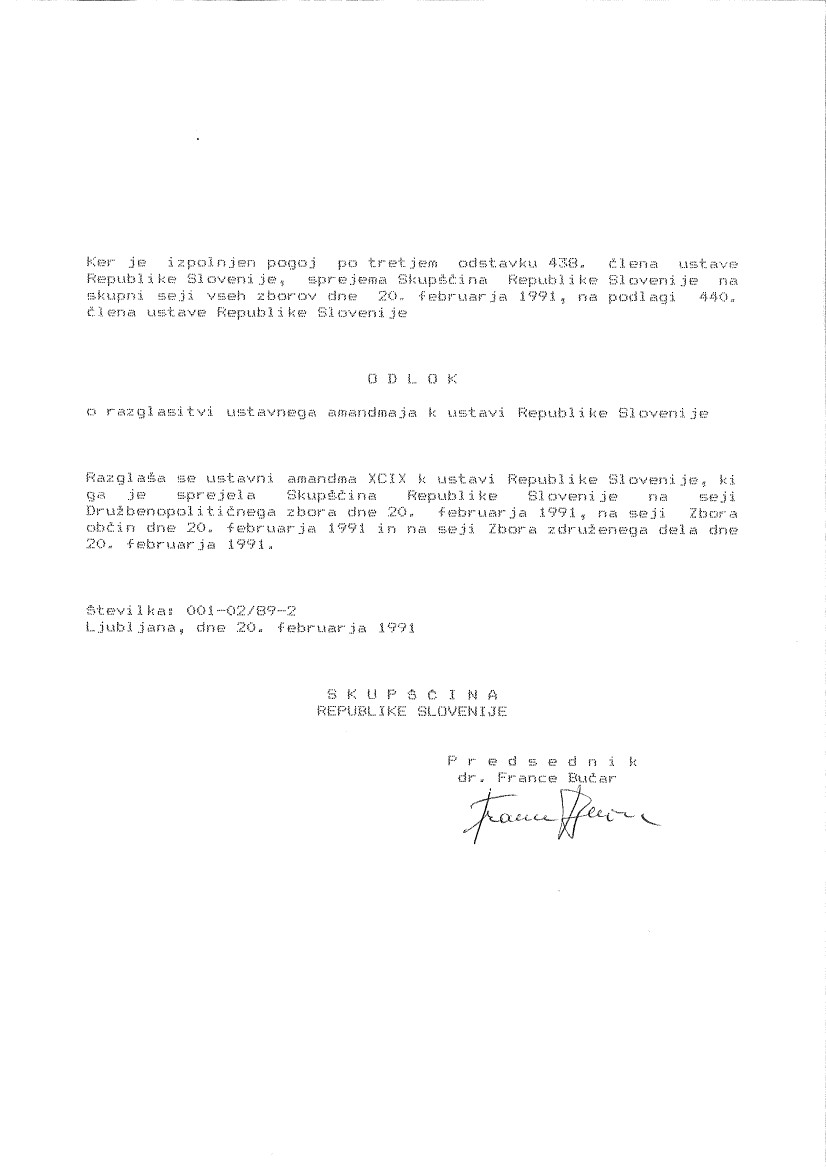 Ker je izpolnjen pogoj po tretjem odstavku 438. člena ustave
Republike Slovenije, sprejema Skupščina Republike Slovenije na
skupni seji vseh zborov dne 20. februarja 1991, na podlagi 440.
člena ustave Republike Slovenije
O D L O K
o razglasitvi ustavnega amandmaja k ustavi Republike Slovenije
Razglaša se ustavni amandma XCIX k ustavi Republike Slovenije, ki
ga je sprejela Skupščina Republike Slovenije na seji
Družbenopolitičnega zbora dne 20. februarja 1991, na seji Zbora
občin dne 20. februarja 1991 in na seji Zbora združenega dela dne
20. februarja 1991.
Številka: 001-02/89-2
Ljubljana, dne 20. februarja 1991
S K U P Š Č I N A
REPUBLIKE SLOVENIJE
P r e d s e d n i k
dr. France Bučar